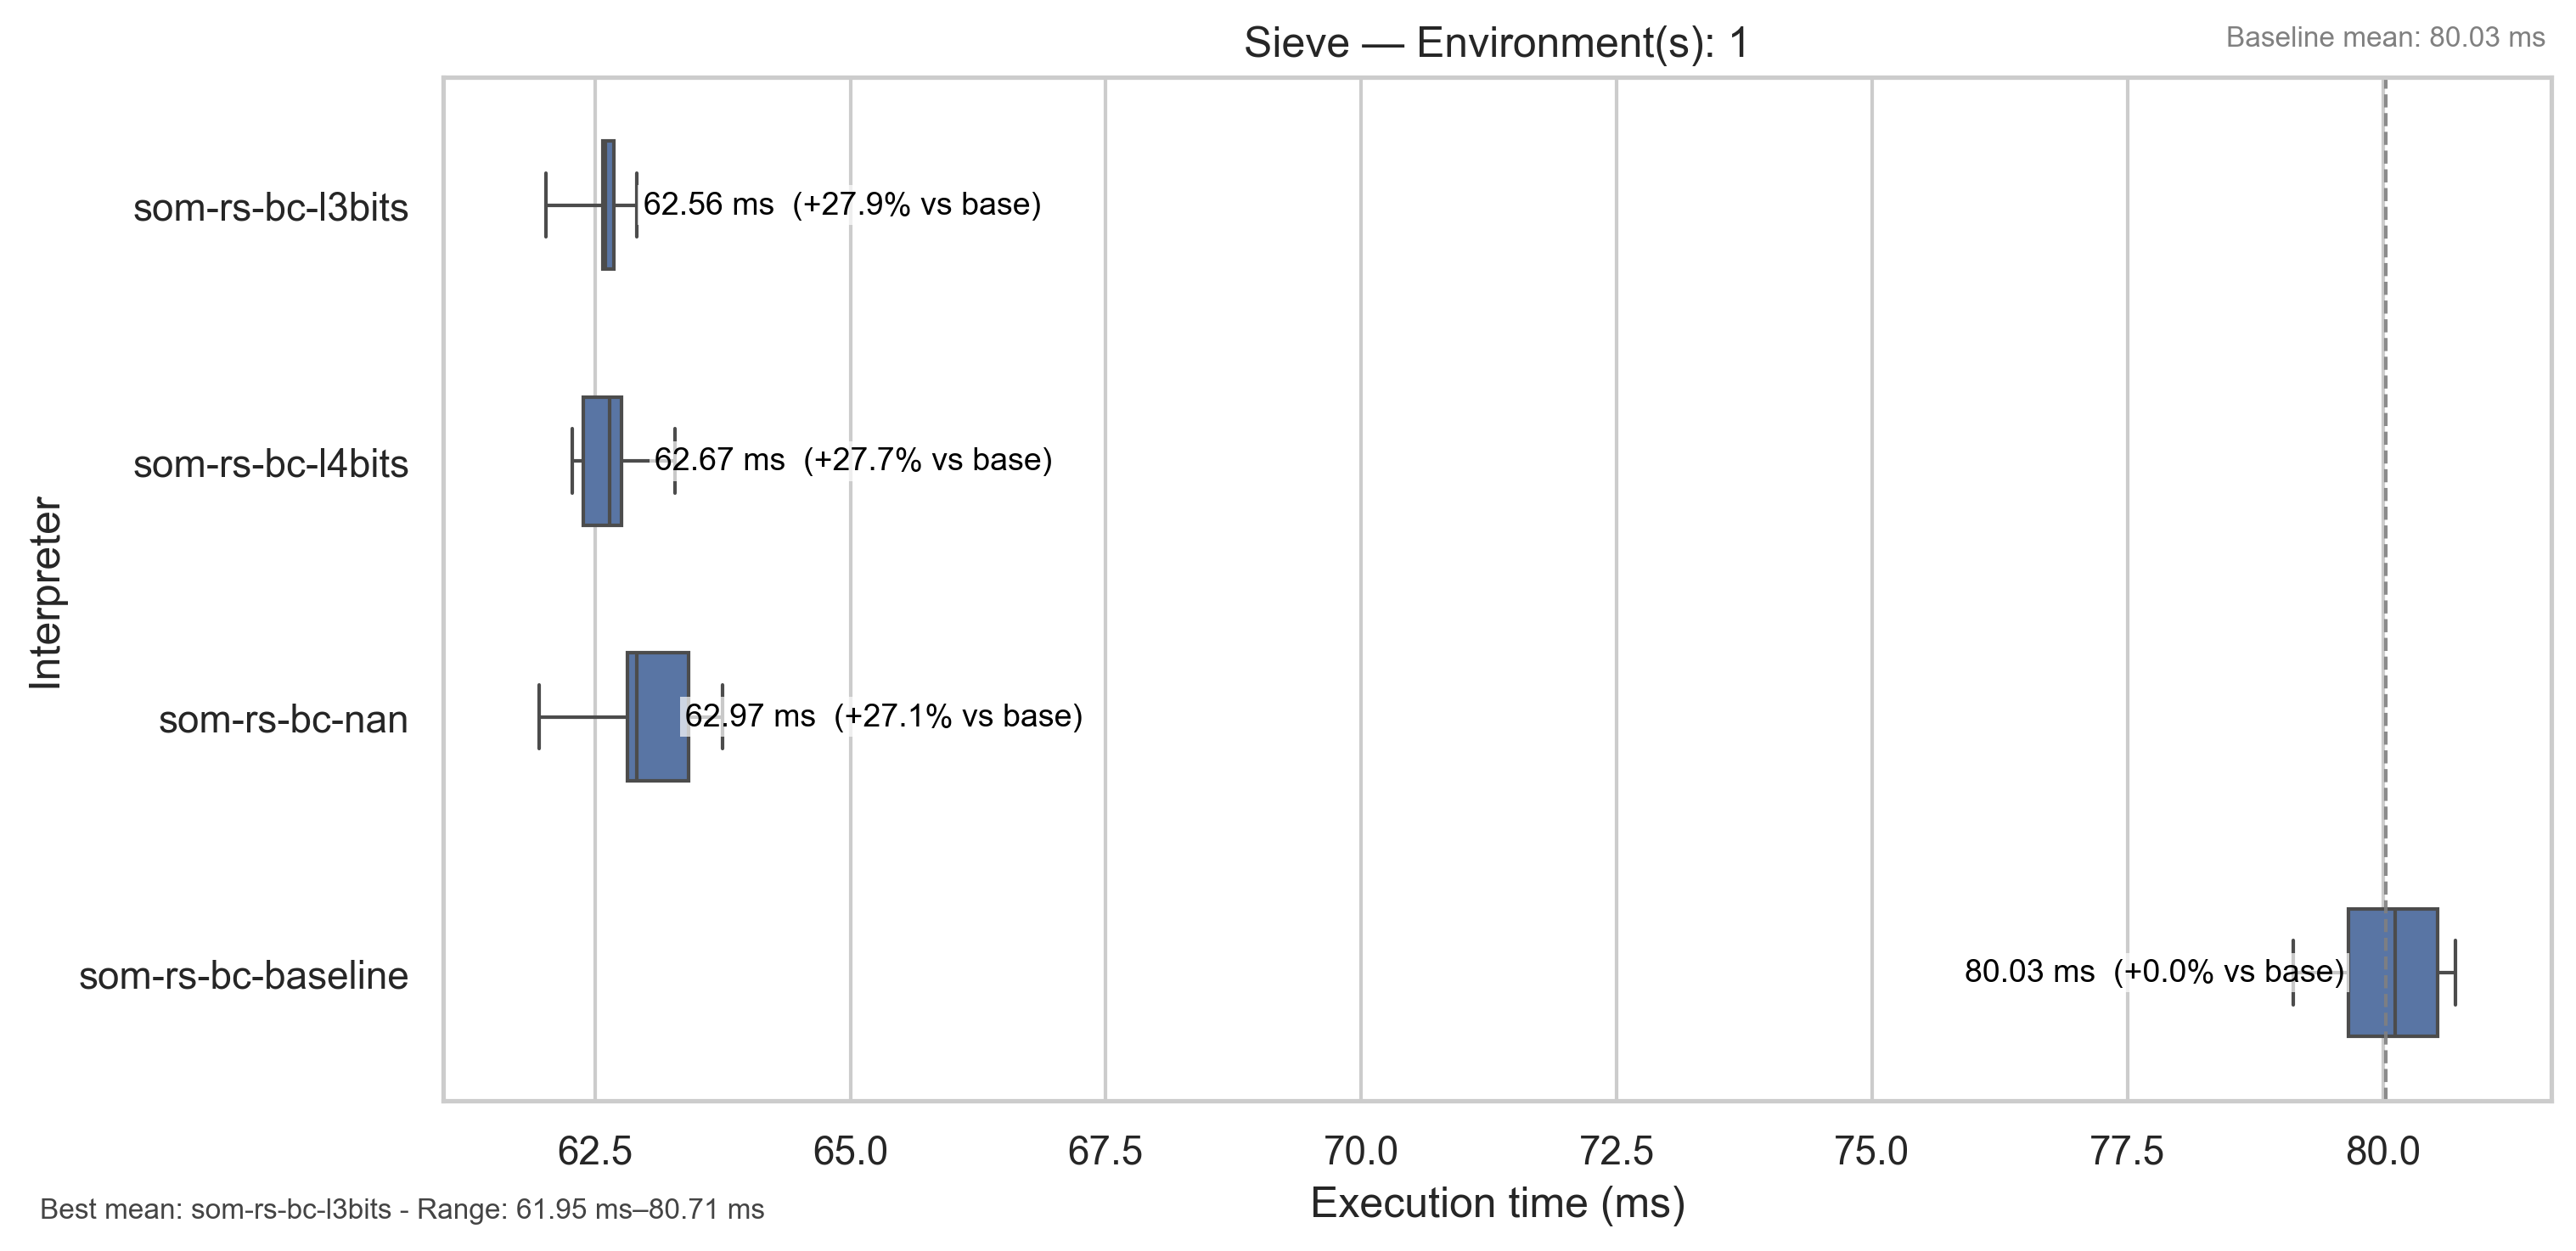 Sieve — Environment(s): 1
Baseline mean: 80.03 ms
Interpreter
som-rs-bc-l3bits
62.56 ms  (+27.9% vs base)
som-rs-bc-l4bits
62.67 ms  (+27.7% vs base)
som-rs-bc-nan
62.97 ms  (+27.1% vs base)
som-rs-bc-baseline
80.03 ms  (+0.0% vs base)
62.5 65.0 67.5 70.0 72.5 75.0 77.5 80.0
Execution time (ms)
Best mean: som-rs-bc-l3bits - Range: 61.95 ms–80.71 ms